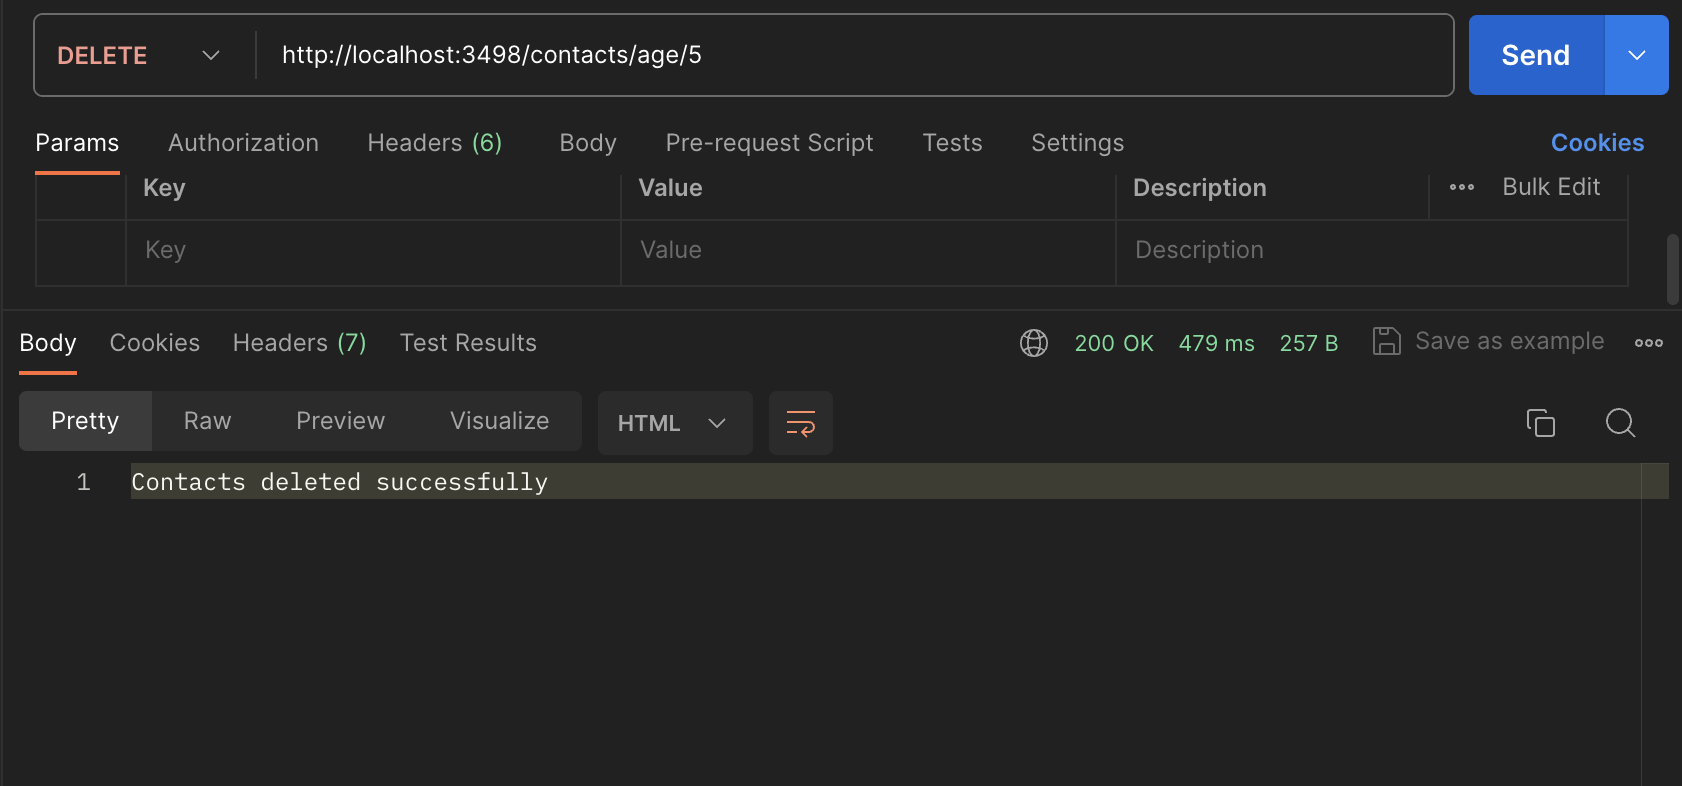 DELETE http://localhost:3498/contacts/age/5 Send
Params Authorization Headers (6) Body Pre-request Script Tests Settings Cookies
Key Value Description Bulk Edit
Key Value Description
Body Cookies Headers (7) Test Results 200 OK 479 ms 257 B Save as example
Pretty Raw Preview Visualize HTML
1 Contacts deleted successfully